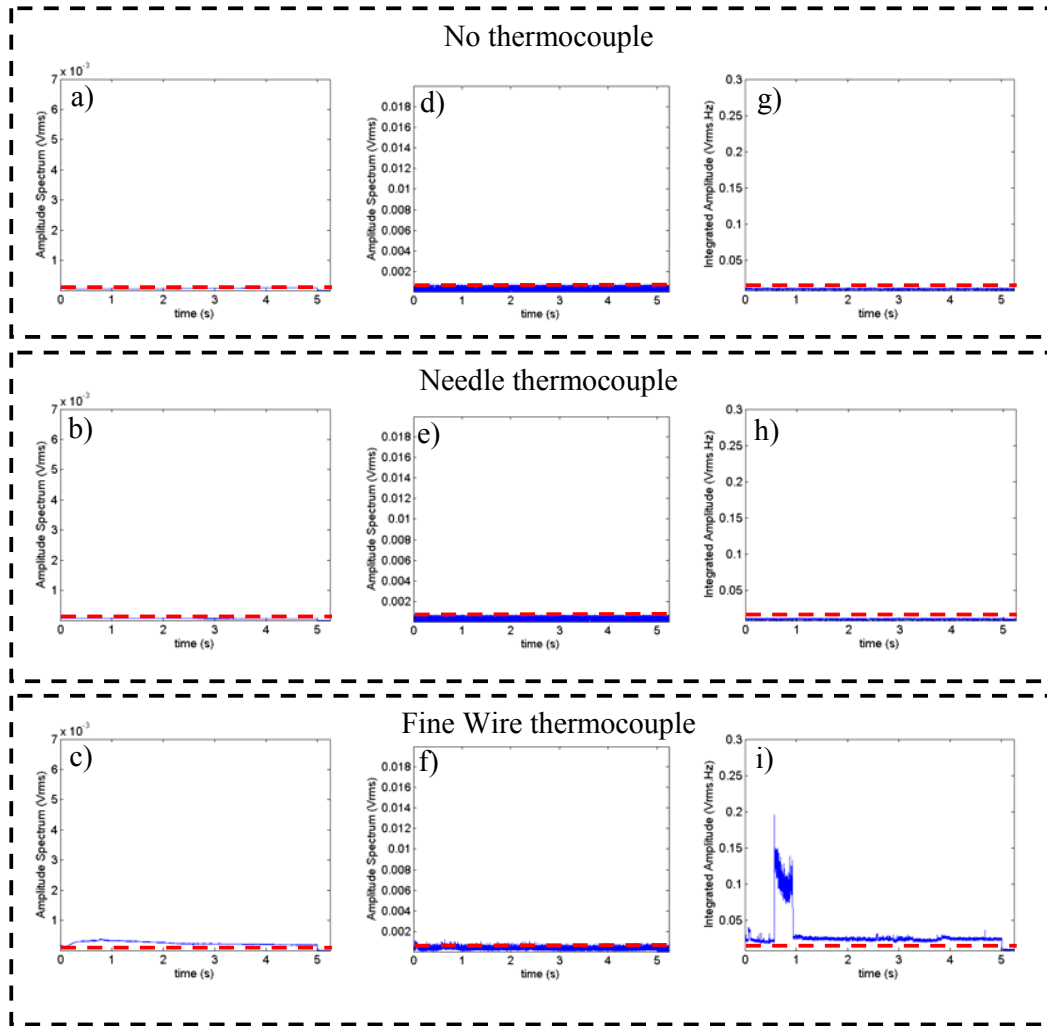 No thermocouple
a)
7 x 10⁻³
6
5
4
3
2
1
0 1 2 3 4 5
Amplitude Spectrum (Vrms)
time (s)
d)
0.018
0.016
0.014
0.012
0.01
0.008
0.006
0.004
0.002
0 1 2 3 4 5
Amplitude Spectrum (Vrms)
time (s)
g)
0.3
0.25
0.2
0.15
0.1
0.05
0 1 2 3 4 5
Integrated Amplitude (Vrms.Hz)
time (s)
Needle thermocouple
b)
7 x 10⁻³
6
5
4
3
2
1
0 1 2 3 4 5
Amplitude Spectrum (Vrms)
time (s)
e)
0.018
0.016
0.014
0.012
0.01
0.008
0.006
0.004
0.002
0 1 2 3 4 5
Amplitude Spectrum (Vrms)
time (s)
h)
0.3
0.25
0.2
0.15
0.1
0.05
0 1 2 3 4 5
Integrated Amplitude (Vrms.Hz)
time (s)
Fine Wire thermocouple
c)
7 x 10⁻³
6
5
4
3
2
1
0 1 2 3 4 5
Amplitude Spectrum (Vrms)
time (s)
f)
0.018
0.016
0.014
0.012
0.01
0.008
0.006
0.004
0.002
0 1 2 3 4 5
Amplitude Spectrum (Vrms)
time (s)
i)
0.3
0.25
0.2
0.15
0.1
0.05
0 1 2 3 4 5
Integrated Amplitude (Vrms.Hz)
time (s)